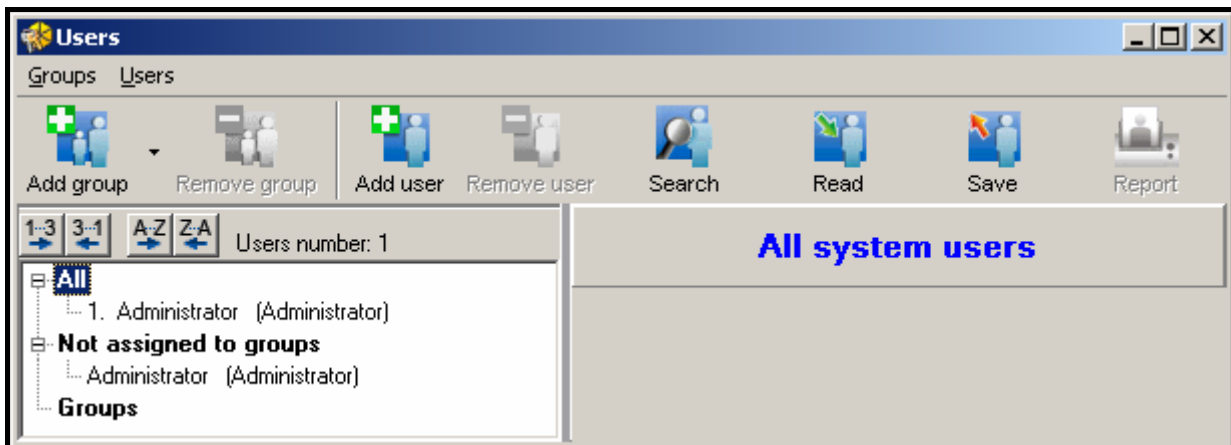 Users
Groups Users
Add group Remove group Add user Remove user Search Read Save Report
1--3 3--1 A-Z Z-A Users number: 1
All system users
All
1. Administrator (Administrator)
Not assigned to groups
Administrator (Administrator)
Groups